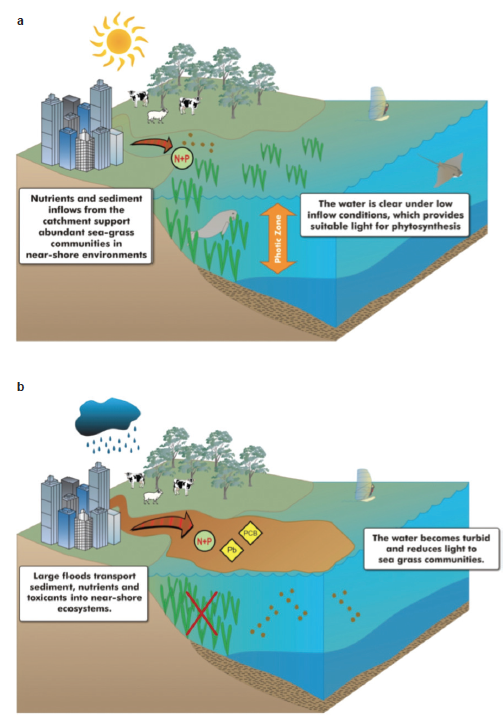 a
N+P
Nutrients and sediment
inflows from the
catchment support
abundant sea-grass
communities in
near-shore environments
Photic Zone
The water is clear under low
inflow conditions, which provides
suitable light for phytosynthesis
b
N+P
Pb
PCB
The water becomes turbid
and reduces light to
sea grass communities.
Large floods transport
sediment, nutrients and
toxicants into near-shore
ecosystems.